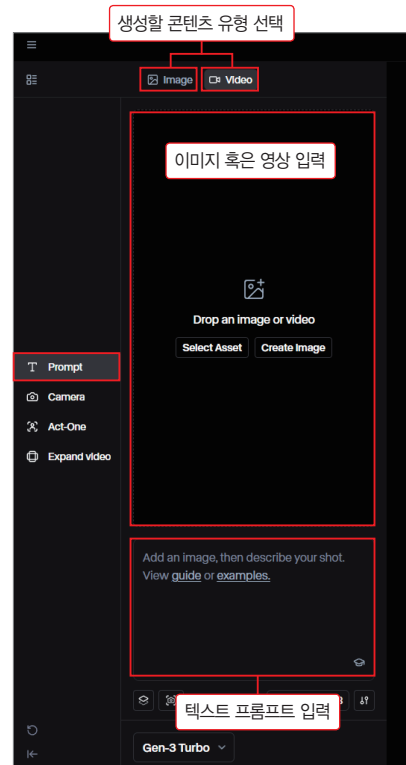 생성할 콘텐츠 유형 선택
Image
Video
이미지 혹은 영상 입력
Drop an image or video
Select Asset
Create Image
Prompt
Camera
Act-One
Expand video
Add an image, then describe your shot.
View guide or examples.
텍스트 프롬프트 입력
Gen-3 Turbo